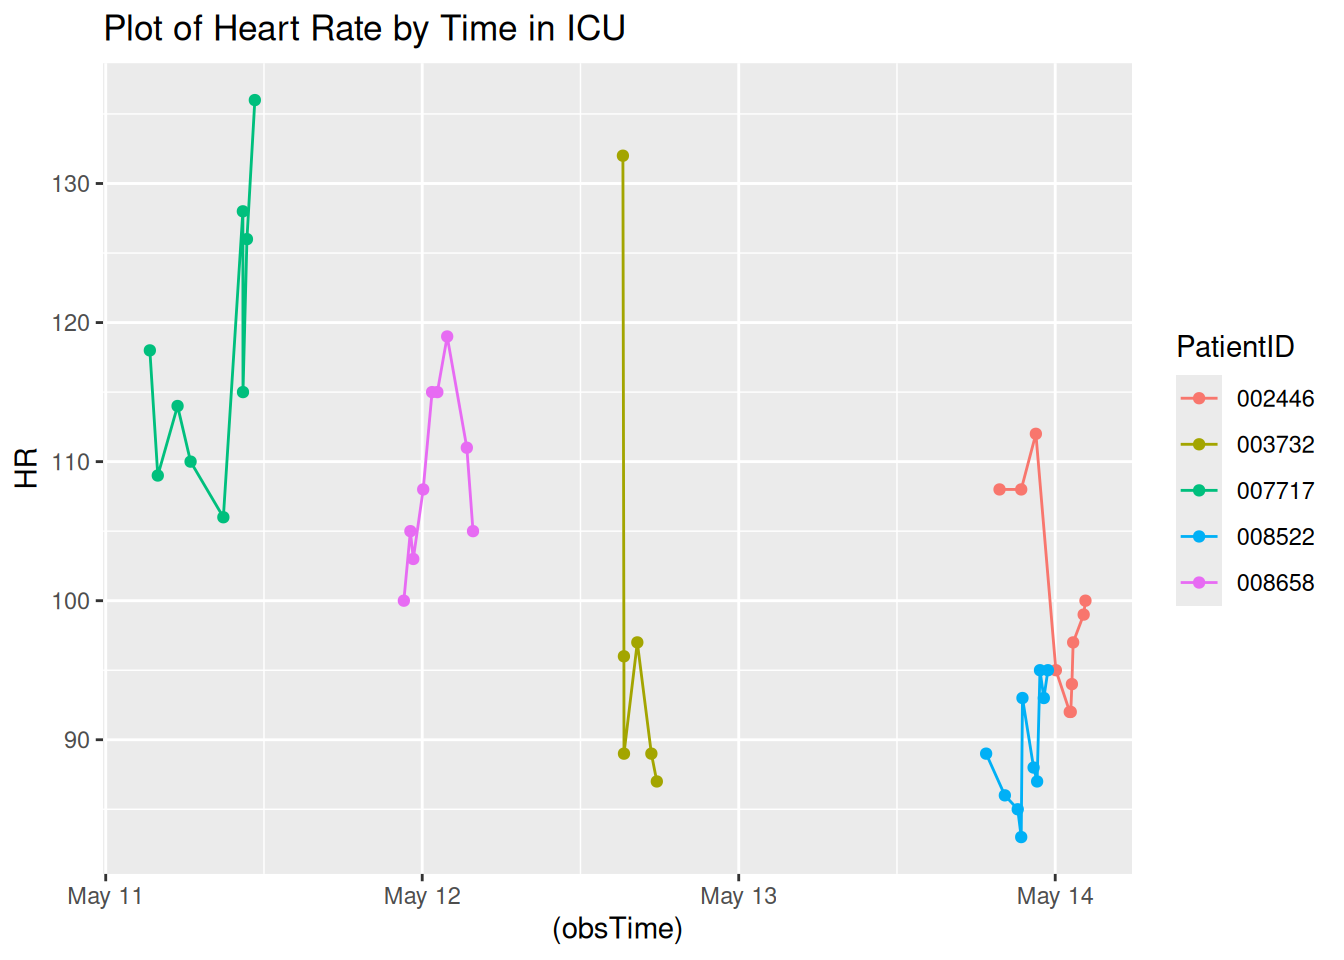 Plot of Heart Rate by Time in ICU
HR
130
120
110
100
90
May 11
May 12
May 13
May 14
(obsTime)
PatientID
002446
003732
007717
008522
008658